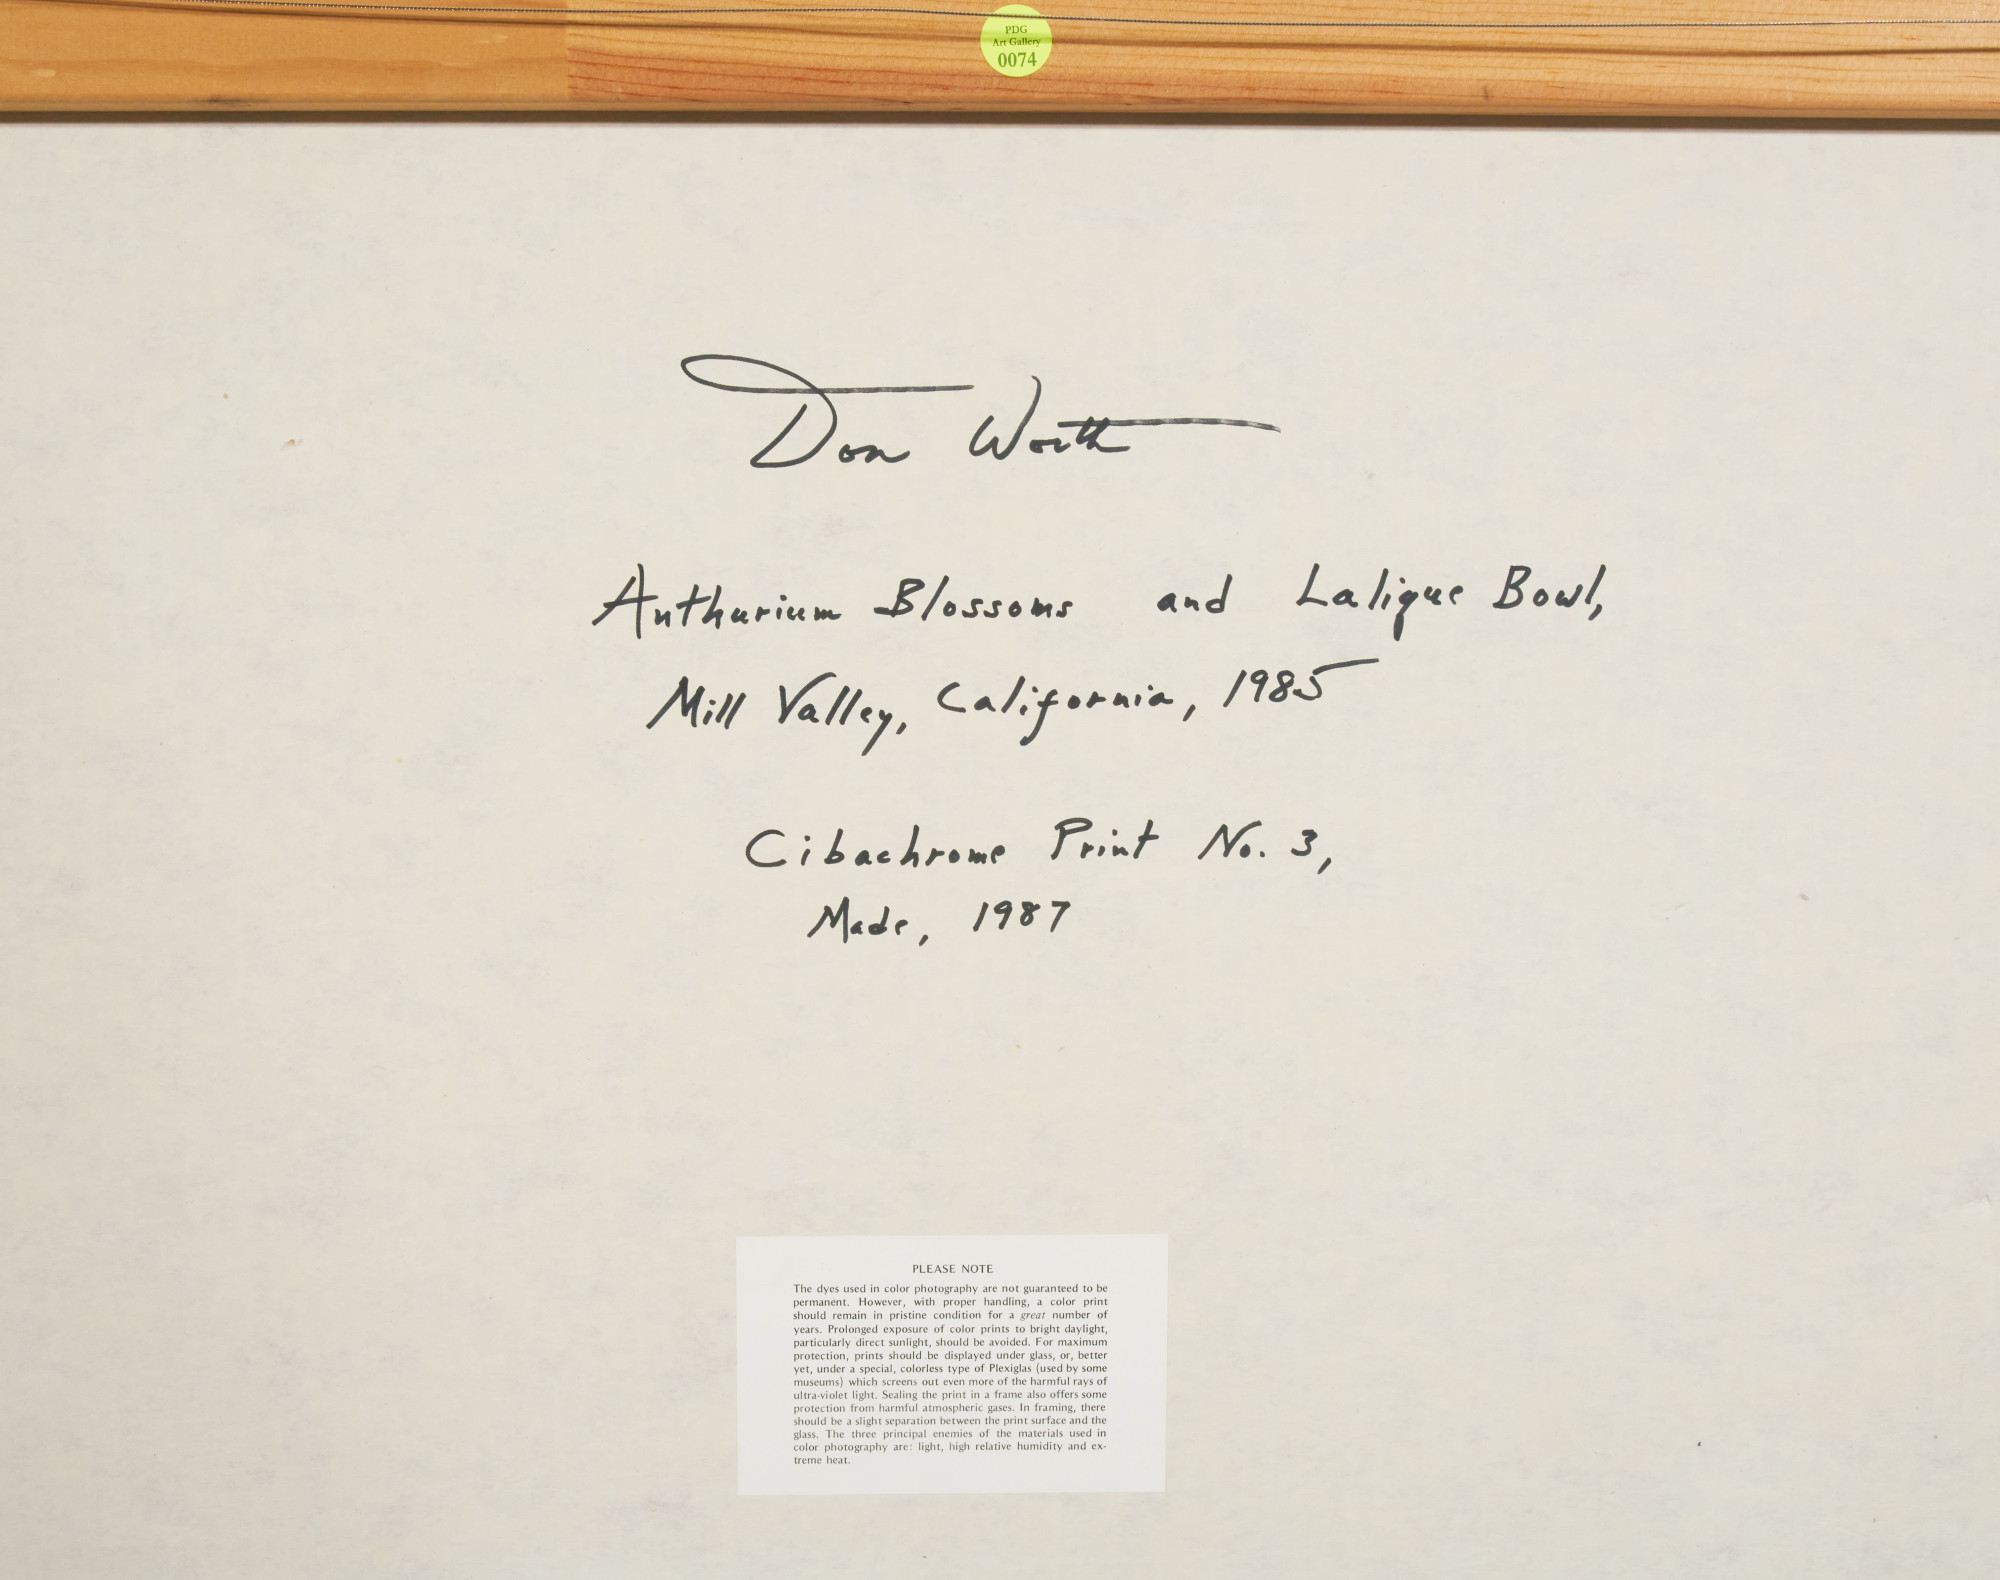 PDG
Art Gallery
0074
Don Worth
Anthurium Blossoms and Lalique Bowl,
Mill Valley, California, 1985
Cibachrome Print No. 3,
Made, 1987
PLEASE NOTE
The dyes used in color photography are not guaranteed to be
permanent. However, with proper handling, a color print
should remain in pristine condition for a great number of
years. Prolonged exposure of color prints to bright daylight,
particularly direct sunlight, should be avoided. For maximum
protection, prints should be displayed under glass, or, better
yet, under a special, colorless type of Plexiglas (used by some
museums) which screens out even more of the harmful rays of
ultra-violet light. Sealing the print in a frame also offers some
protection from harmful atmospheric gases. In framing, there
should be a slight separation between the print surface and the
glass. The three principal enemies of the materials used in
color photography are: light, high relative humidity and ex-
treme heat.